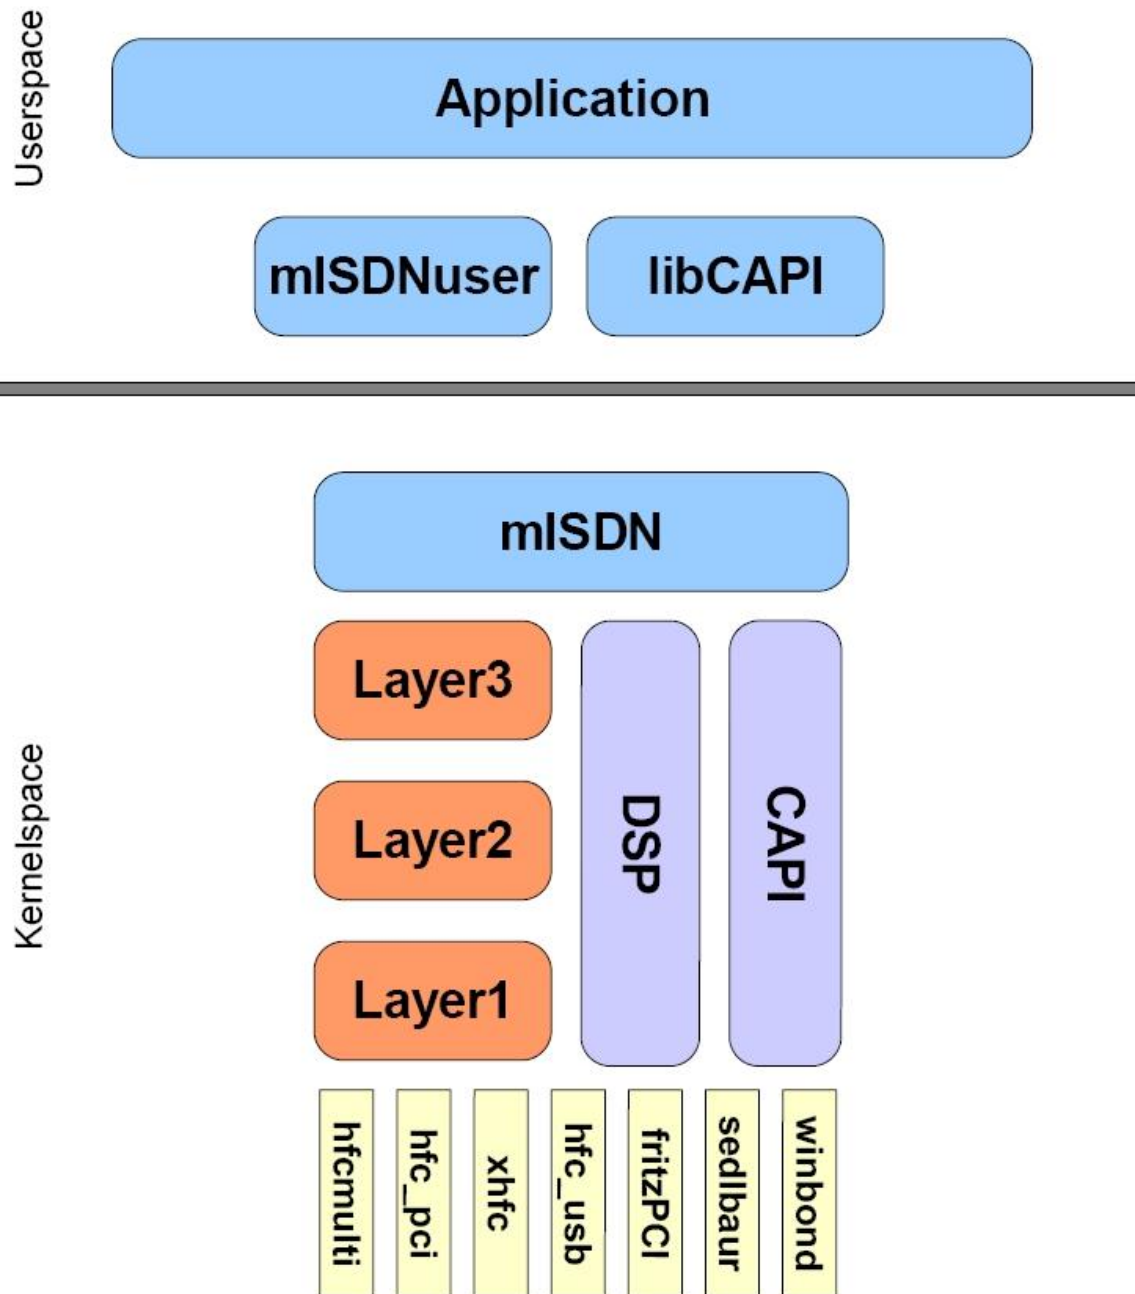 Userspace
Application
mISDNuser
libCAPI
Kernelspace
mISDN
Layer3
Layer2
Layer1
DSP
CAPI
hfcmulti
hfc_pci
xhfc
hfc_usb
fritzPCI
sedlbaur
winbond